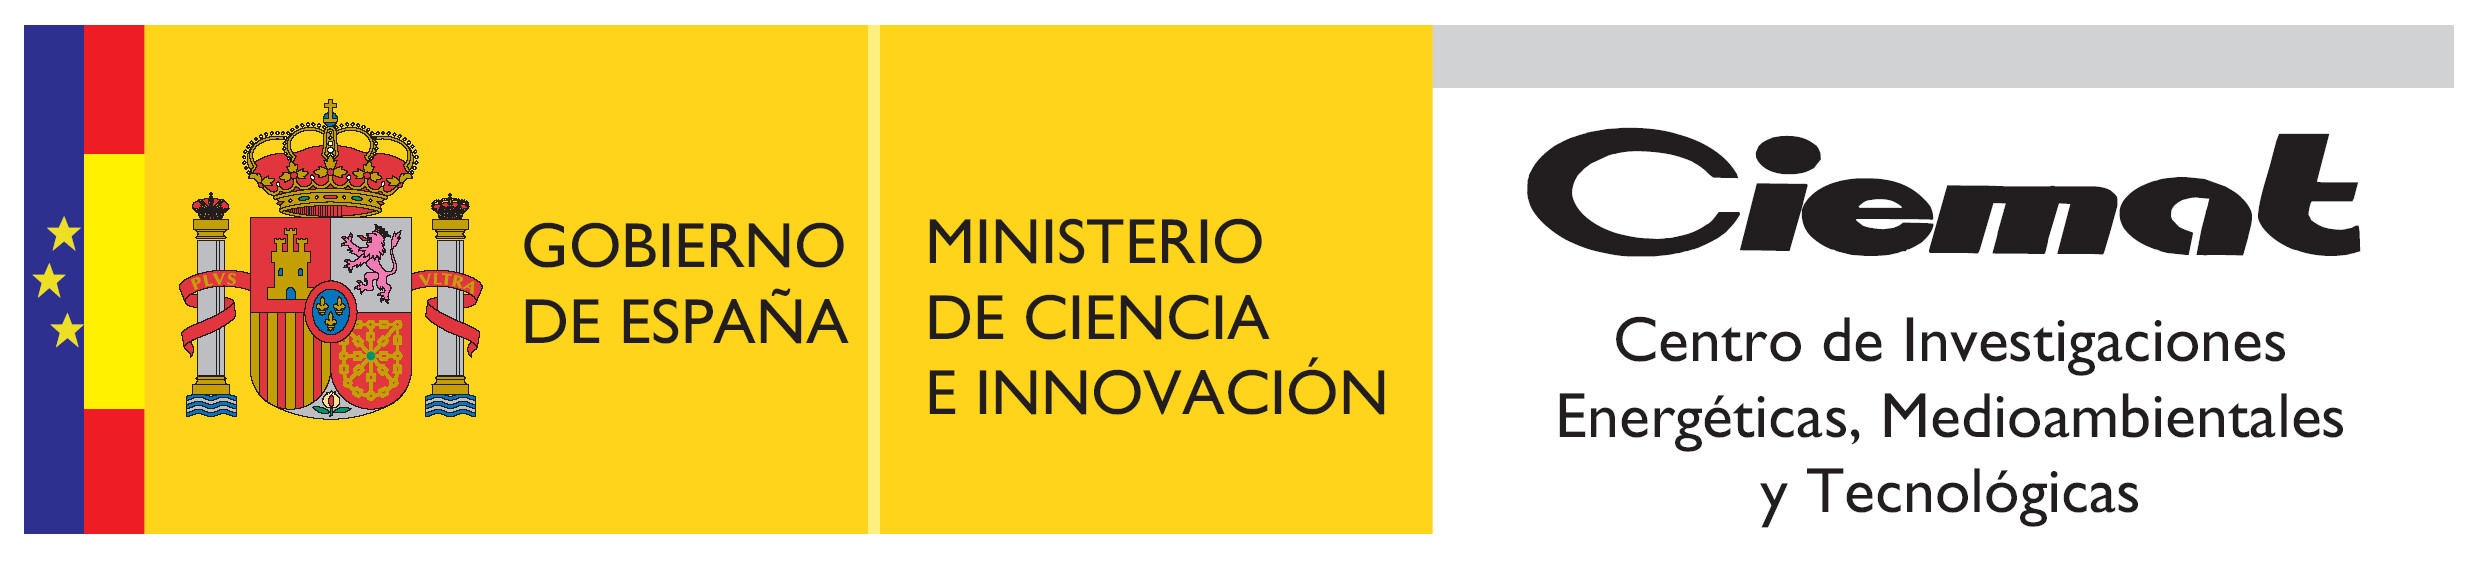 PLVS
VLTRA
GOBIERNO
DE ESPAÑA
MINISTERIO
DE CIENCIA
E INNOVACIÓN
Ciemat
Centro de Investigaciones
Energéticas, Medioambientales
y Tecnológicas